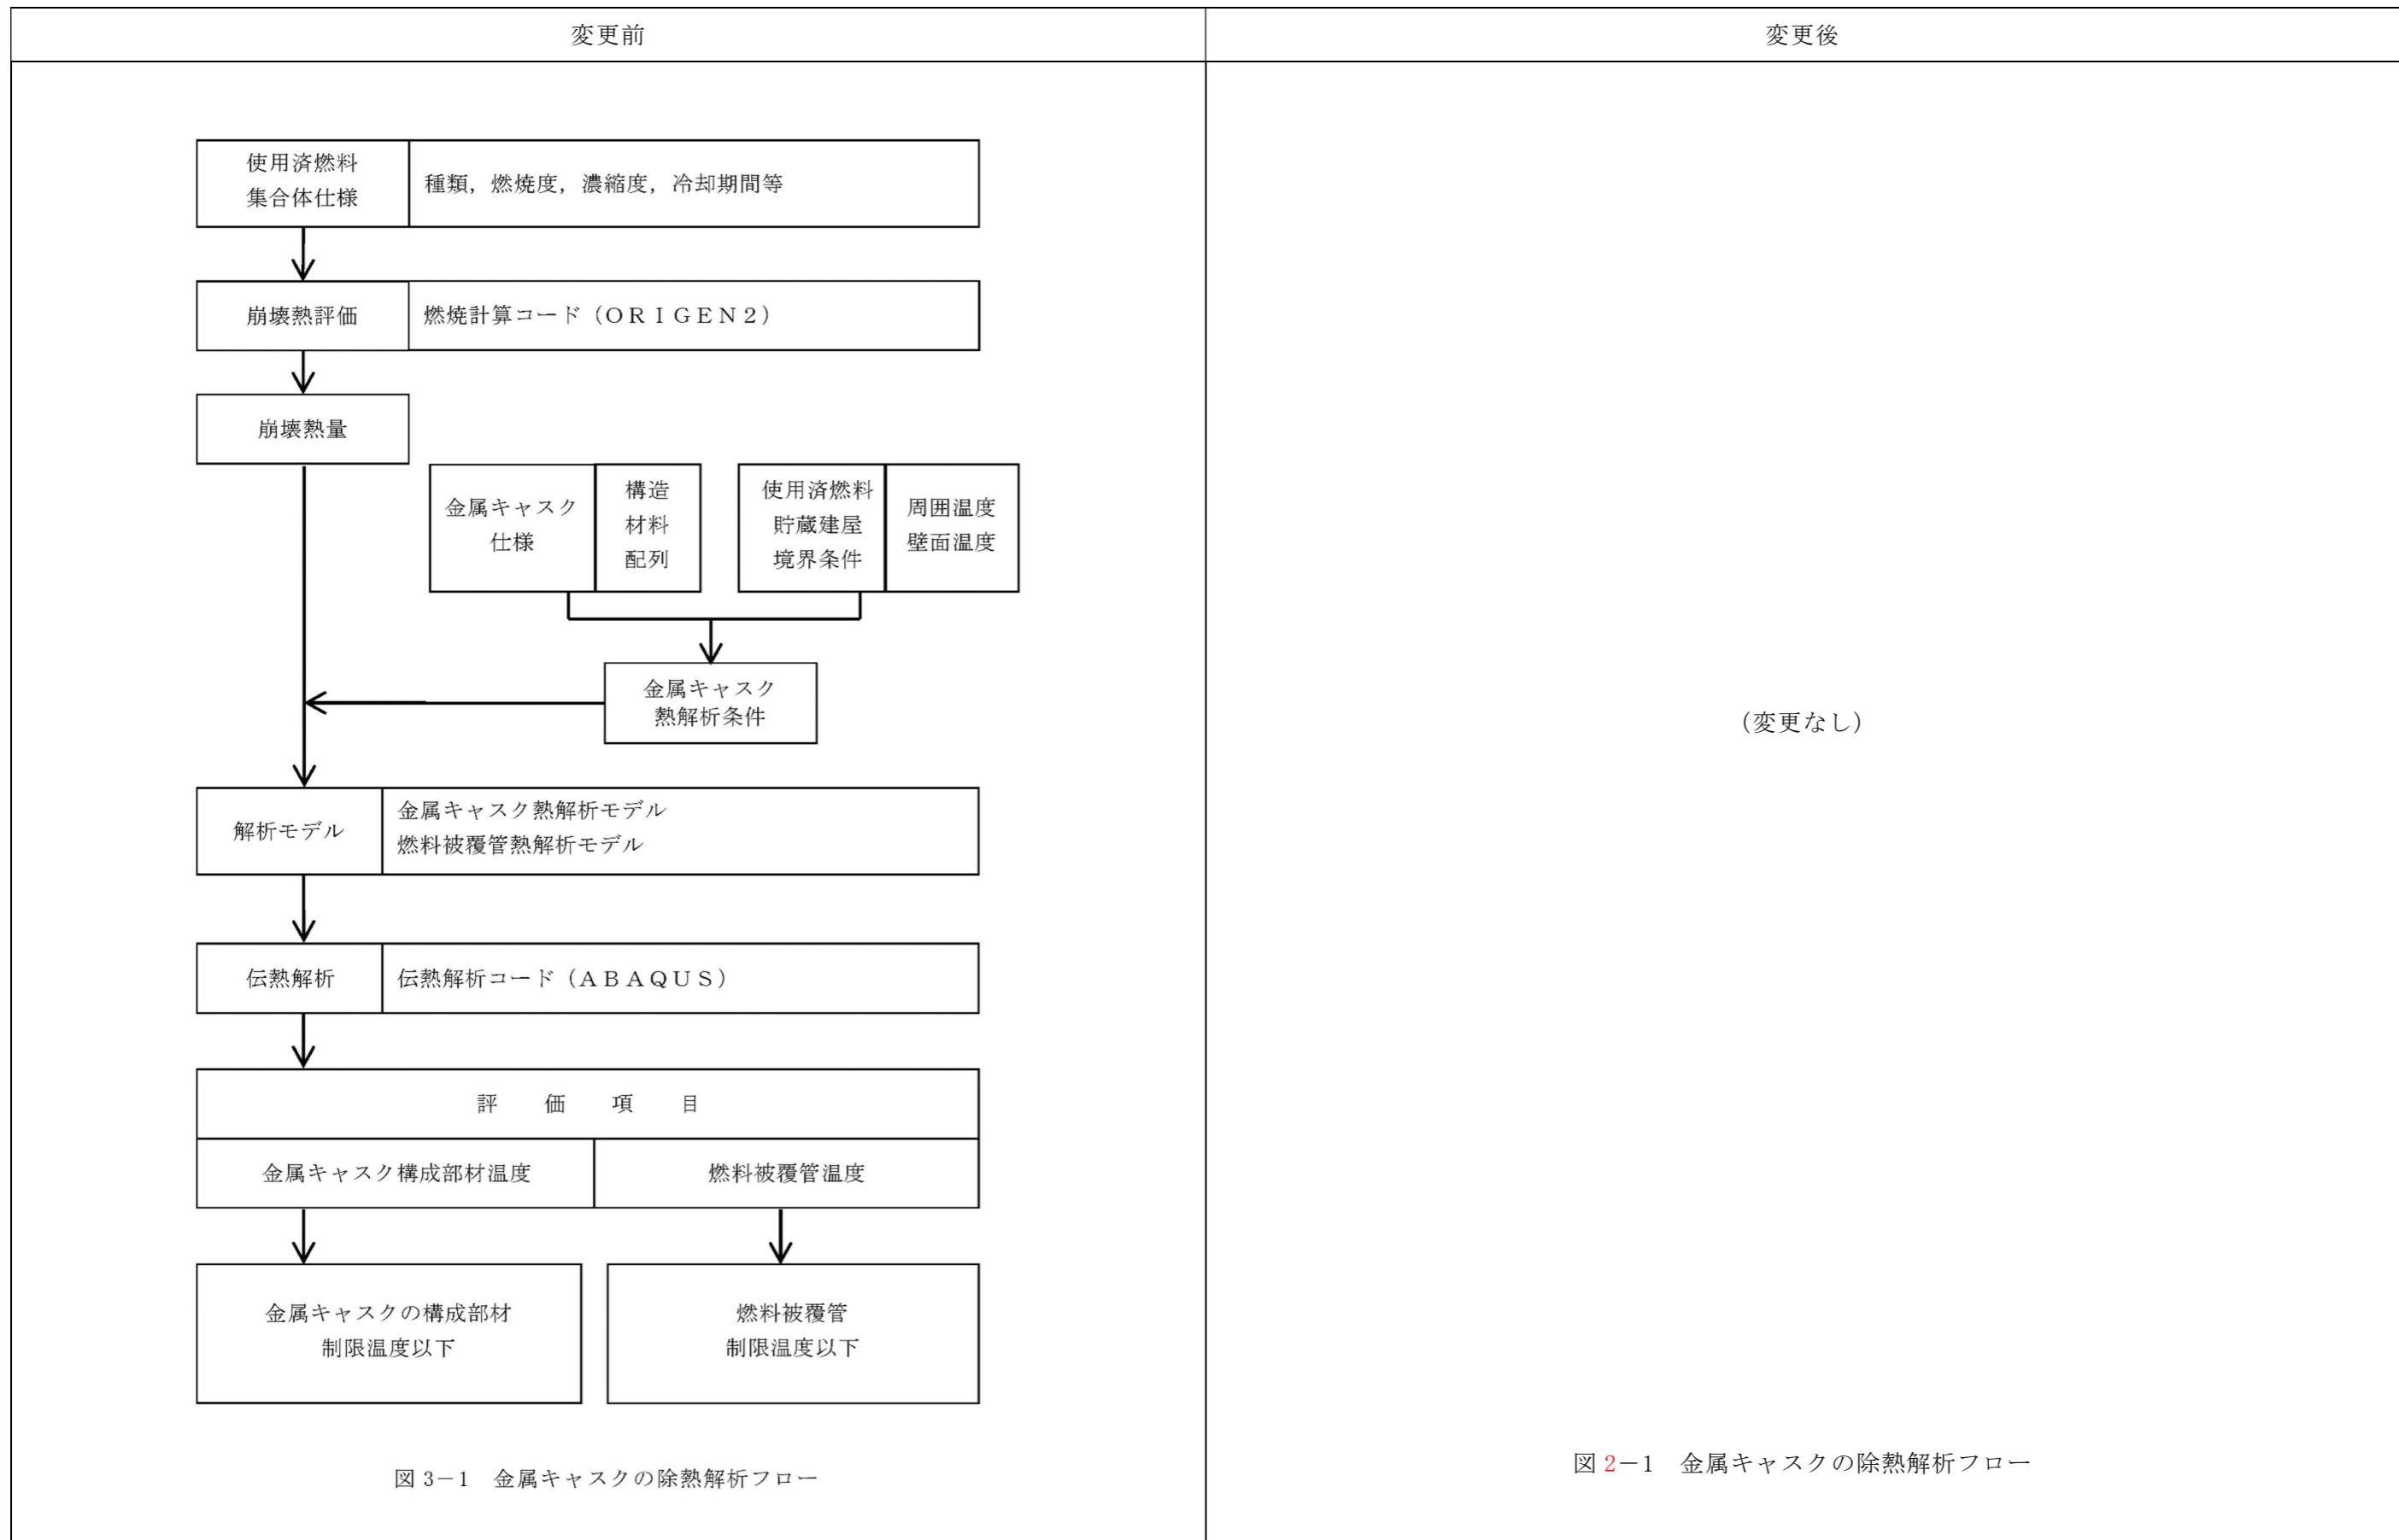 変更前
変更後
使用済燃料
集合体仕様
種類，燃焼度，濃縮度，冷却期間等
崩壊熱評価
燃焼計算コード（ＯＲＩＧＥＮ２）
崩壊熱量
金属キャスク
仕様
構造
材料
配列
使用済燃料
貯蔵建屋
境界条件
周囲温度
壁面温度
金属キャスク
熱解析条件
解析モデル
金属キャスク熱解析モデル
燃料被覆管熱解析モデル
伝熱解析
伝熱解析コード（ＡＢＡＱＵＳ）
評　価　項　目
金属キャスク構成部材温度
燃料被覆管温度
金属キャスクの構成部材
制限温度以下
燃料被覆管
制限温度以下
図 3－1　金属キャスクの除熱解析フロー
（変更なし）
図 2－1　金属キャスクの除熱解析フロー